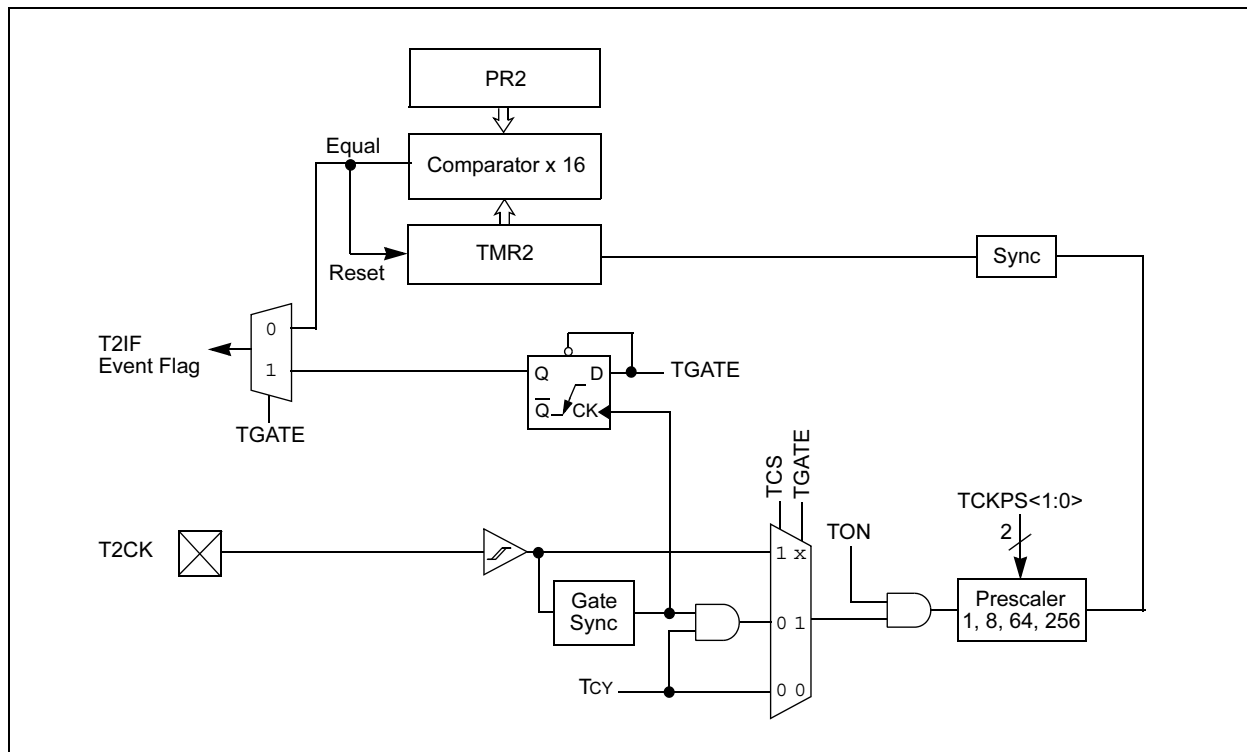 PR2
Equal
Comparator x 16
Reset
TMR2
Sync
T2IF
Event Flag
0
1
TGATE
Q
D
Q̅
CK
TGATE
TCS
TGATE
TCKPS<1:0>
2
TON
T2CK
1 x
Gate
Sync
0 1
Prescaler
1, 8, 64, 256
TCY
0 0